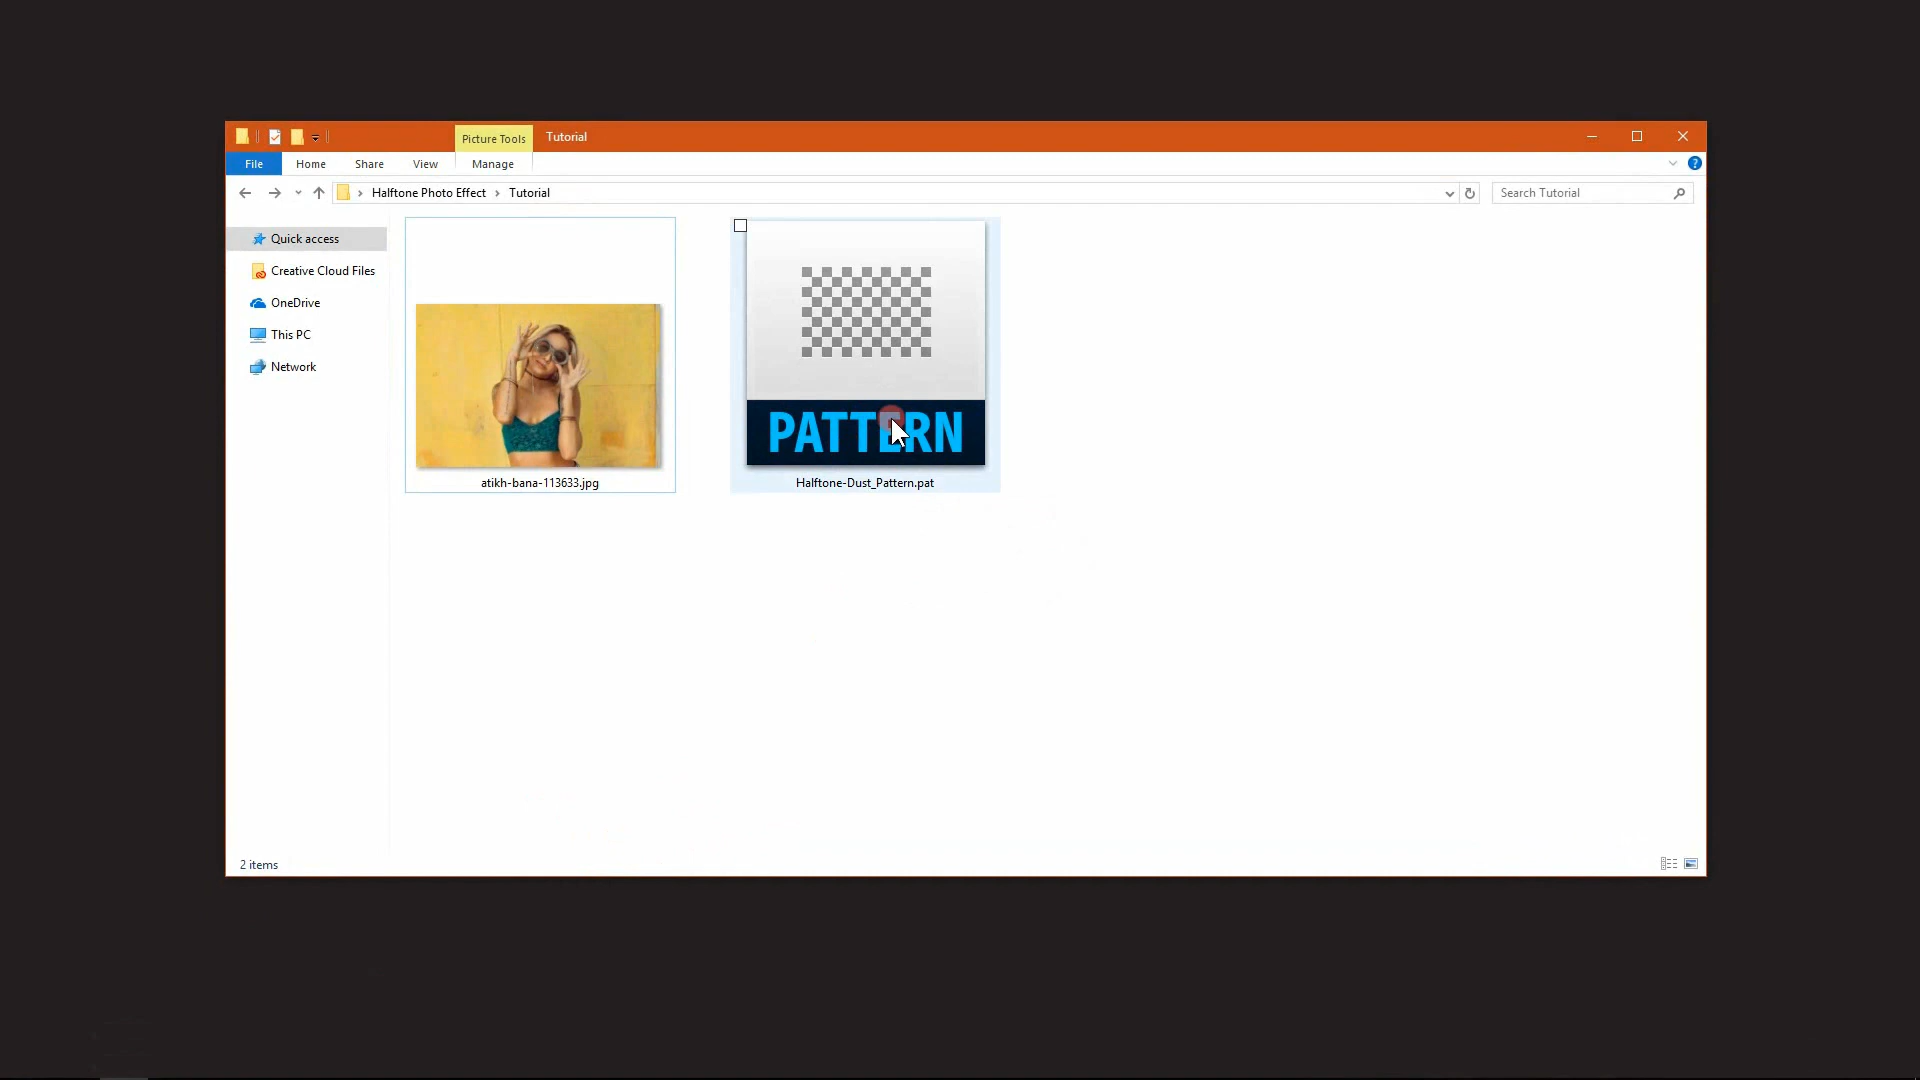 Picture Tools
Tutorial
File
Home
Share
View
Manage
?
Halftone Photo Effect
Tutorial
Search Tutorial
Quick access
Creative Cloud Files
OneDrive
This PC
Network
PATTERN
atikh-bana-113633.jpg
Halftone-Dust_Pattern.pat
2 items